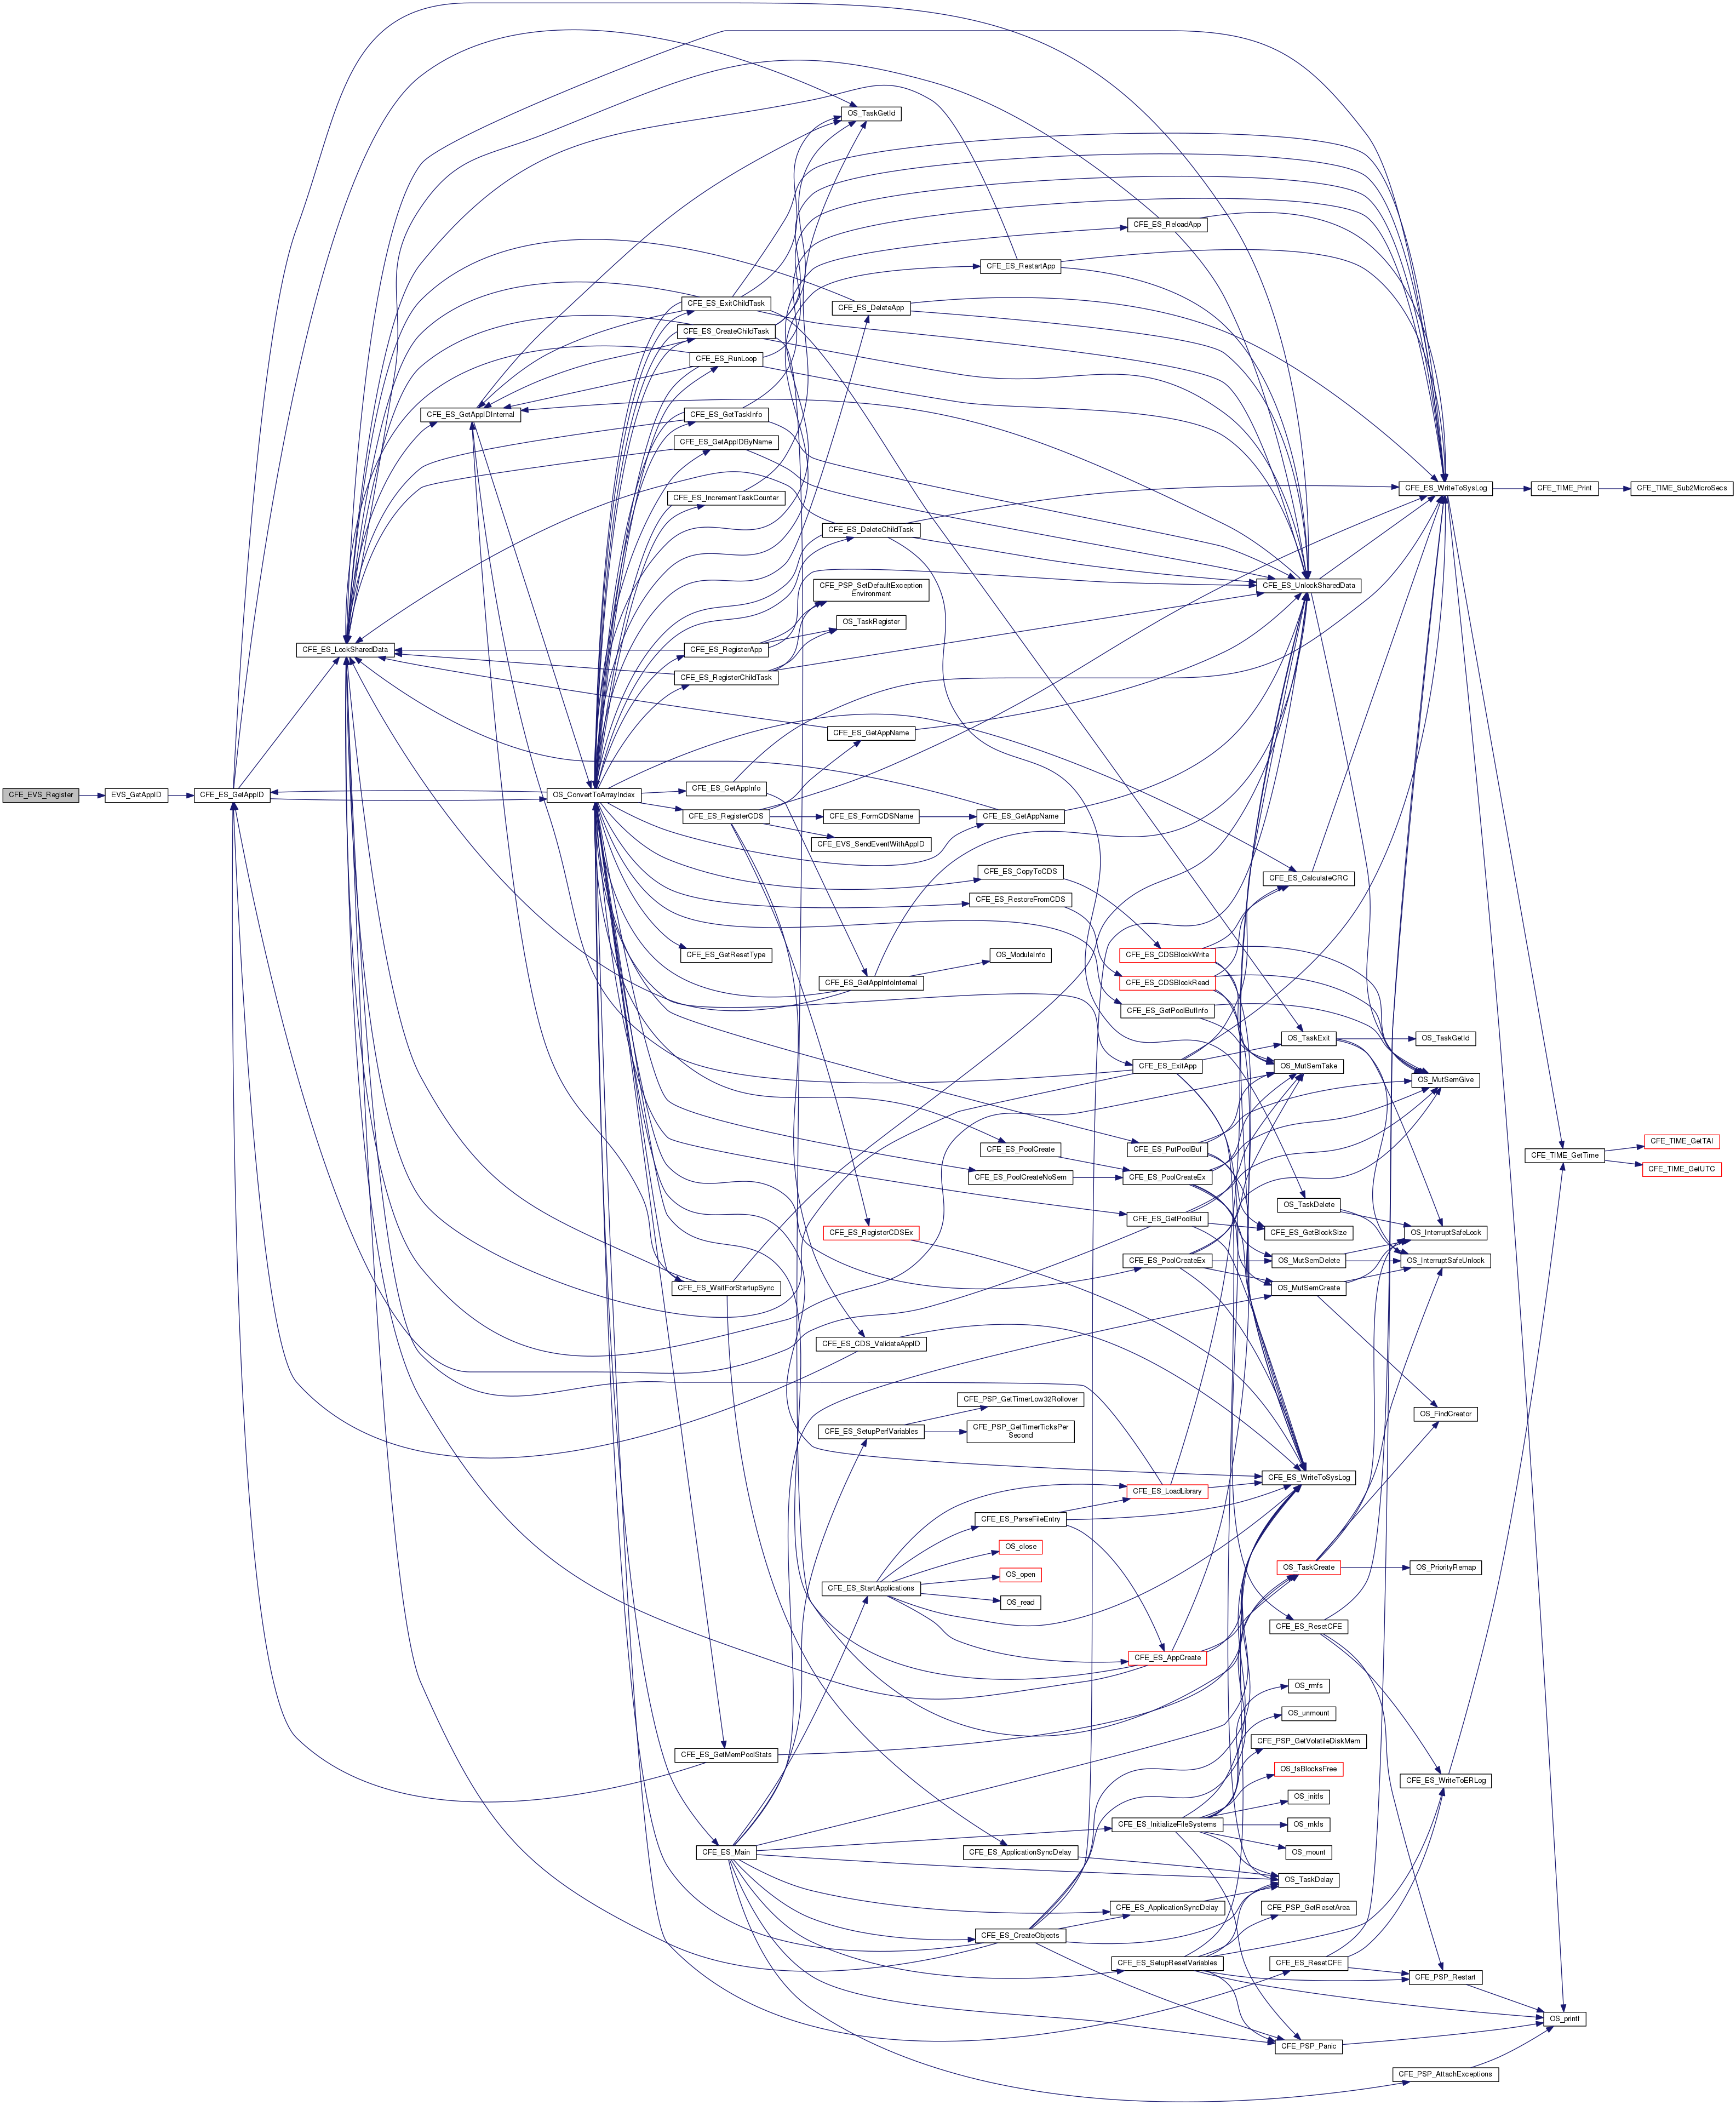 CFE_EVS_Register
EVS_GetAppID
CFE_ES_GetAppID
CFE_ES_LockSharedData
CFE_ES_GetAppIDInternal
OS_ConvertToArrayIndex
CFE_ES_ExitChildTask
CFE_ES_CreateChildTask
CFE_ES_RunLoop
CFE_ES_GetTaskInfo
CFE_ES_GetAppIDByName
CFE_ES_IncrementTaskCounter
CFE_ES_RegisterApp
CFE_ES_RegisterChildTask
CFE_ES_GetAppInfo
CFE_ES_RegisterCDS
CFE_ES_GetResetType
CFE_ES_WaitForStartupSync
CFE_ES_GetMemPoolStats
CFE_ES_Main
OS_TaskGetId
CFE_ES_DeleteApp
CFE_ES_DeleteChildTask
CFE_PSP_SetDefaultException
Environment
OS_TaskRegister
CFE_ES_GetAppName
CFE_ES_FormCDSName
CFE_EVS_SendEventWithAppID
CFE_ES_GetAppInfoInternal
CFE_ES_RegisterCDSEx
CFE_ES_CDS_ValidateAppID
CFE_ES_SetupPerfVariables
CFE_ES_StartApplications
CFE_ES_RestartApp
CFE_ES_GetAppName
CFE_ES_CopyToCDS
CFE_ES_RestoreFromCDS
OS_ModuleInfo
CFE_ES_PoolCreate
CFE_ES_PoolCreateNoSem
CFE_PSP_GetTimerLow32Rollover
CFE_PSP_GetTimerTicksPer
Second
CFE_ES_ParseFileEntry
OS_close
OS_open
OS_read
CFE_ES_ApplicationSyncDelay
CFE_ES_CreateObjects
CFE_ES_ReloadApp
CFE_ES_CDSBlockWrite
CFE_ES_CDSBlockRead
CFE_ES_GetPoolBufInfo
CFE_ES_ExitApp
CFE_ES_PutPoolBuf
CFE_ES_PoolCreateEx
CFE_ES_GetPoolBuf
CFE_ES_PoolCreateEx
CFE_ES_LoadLibrary
CFE_ES_AppCreate
CFE_ES_InitializeFileSystems
CFE_ES_ApplicationSyncDelay
CFE_ES_SetupResetVariables
CFE_ES_UnlockSharedData
CFE_ES_CalculateCRC
OS_TaskExit
OS_MutSemTake
OS_TaskDelete
CFE_ES_GetBlockSize
OS_MutSemDelete
OS_MutSemCreate
CFE_ES_WriteToSysLog
OS_TaskCreate
CFE_ES_ResetCFE
OS_rmfs
OS_unmount
CFE_PSP_GetVolatileDiskMem
OS_fsBlocksFree
OS_initfs
OS_mkfs
OS_mount
OS_TaskDelay
CFE_PSP_GetResetArea
CFE_ES_ResetCFE
CFE_PSP_Panic
CFE_ES_WriteToSysLog
OS_TaskGetId
OS_MutSemGive
OS_InterruptSafeLock
OS_InterruptSafeUnlock
OS_FindCreator
OS_PriorityRemap
CFE_ES_WriteToERLog
CFE_PSP_Restart
CFE_PSP_AttachExceptions
CFE_TIME_Print
CFE_TIME_GetTime
OS_printf
CFE_TIME_Sub2MicroSecs
CFE_TIME_GetTAI
CFE_TIME_GetUTC